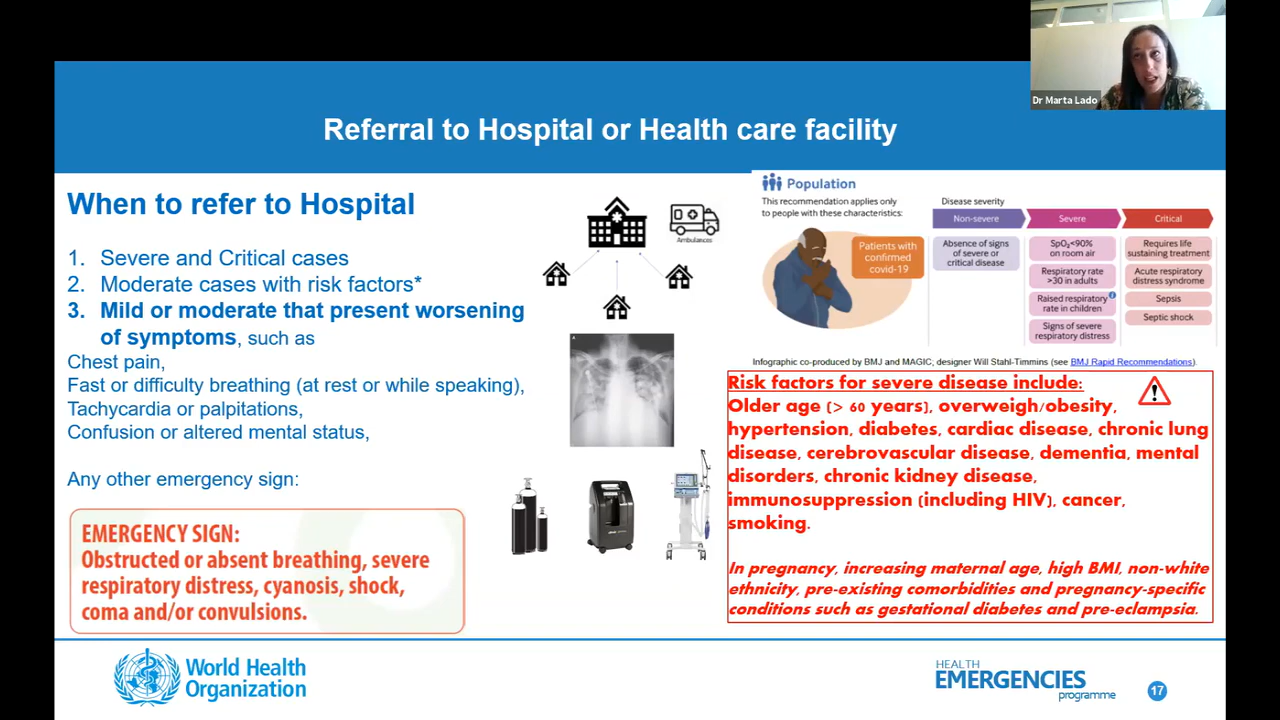 Dr Marta Lado
Referral to Hospital or Health care facility
When to refer to Hospital
1. Severe and Critical cases
2. Moderate cases with risk factors*
3. Mild or moderate that present worsening
of symptoms, such as
Chest pain,
Fast or difficulty breathing (at rest or while speaking),
Tachycardia or palpitations,
Confusion or altered mental status,
Any other emergency sign:
EMERGENCY SIGN:
Obstructed or absent breathing, severe
respiratory distress, cyanosis, shock,
coma and/or convulsions.
Ambulances
A
Population
This recommendation applies only
to people with these characteristics:
Patients with
confirmed
covid-19
Disease severity
Non-severe
Severe
Critical
Absence of signs
of severe or
critical disease
SpO₂<90%
on room air
Respiratory rate
>30 in adults
Raised respiratory
rate in children
Signs of severe
respiratory distress
Requires life
sustaining treatment
Acute respiratory
distress syndrome
Sepsis
Septic shock
Infographic co-produced by BMJ and MAGIC, designer Will Stahl-Timmins (see BMJ Rapid Recommendations).
Risk factors for severe disease include:
Older age (> 60 years), overweigh/obesity,
hypertension, diabetes, cardiac disease, chronic lung
disease, cerebrovascular disease, dementia, mental
disorders, chronic kidney disease,
immunosuppression (including HIV), cancer,
smoking.
In pregnancy, increasing maternal age, high BMI, non-white
ethnicity, pre-existing comorbidities and pregnancy-specific
conditions such as gestational diabetes and pre-eclampsia.
World Health
Organization
HEALTH
EMERGENCIES
programme
17